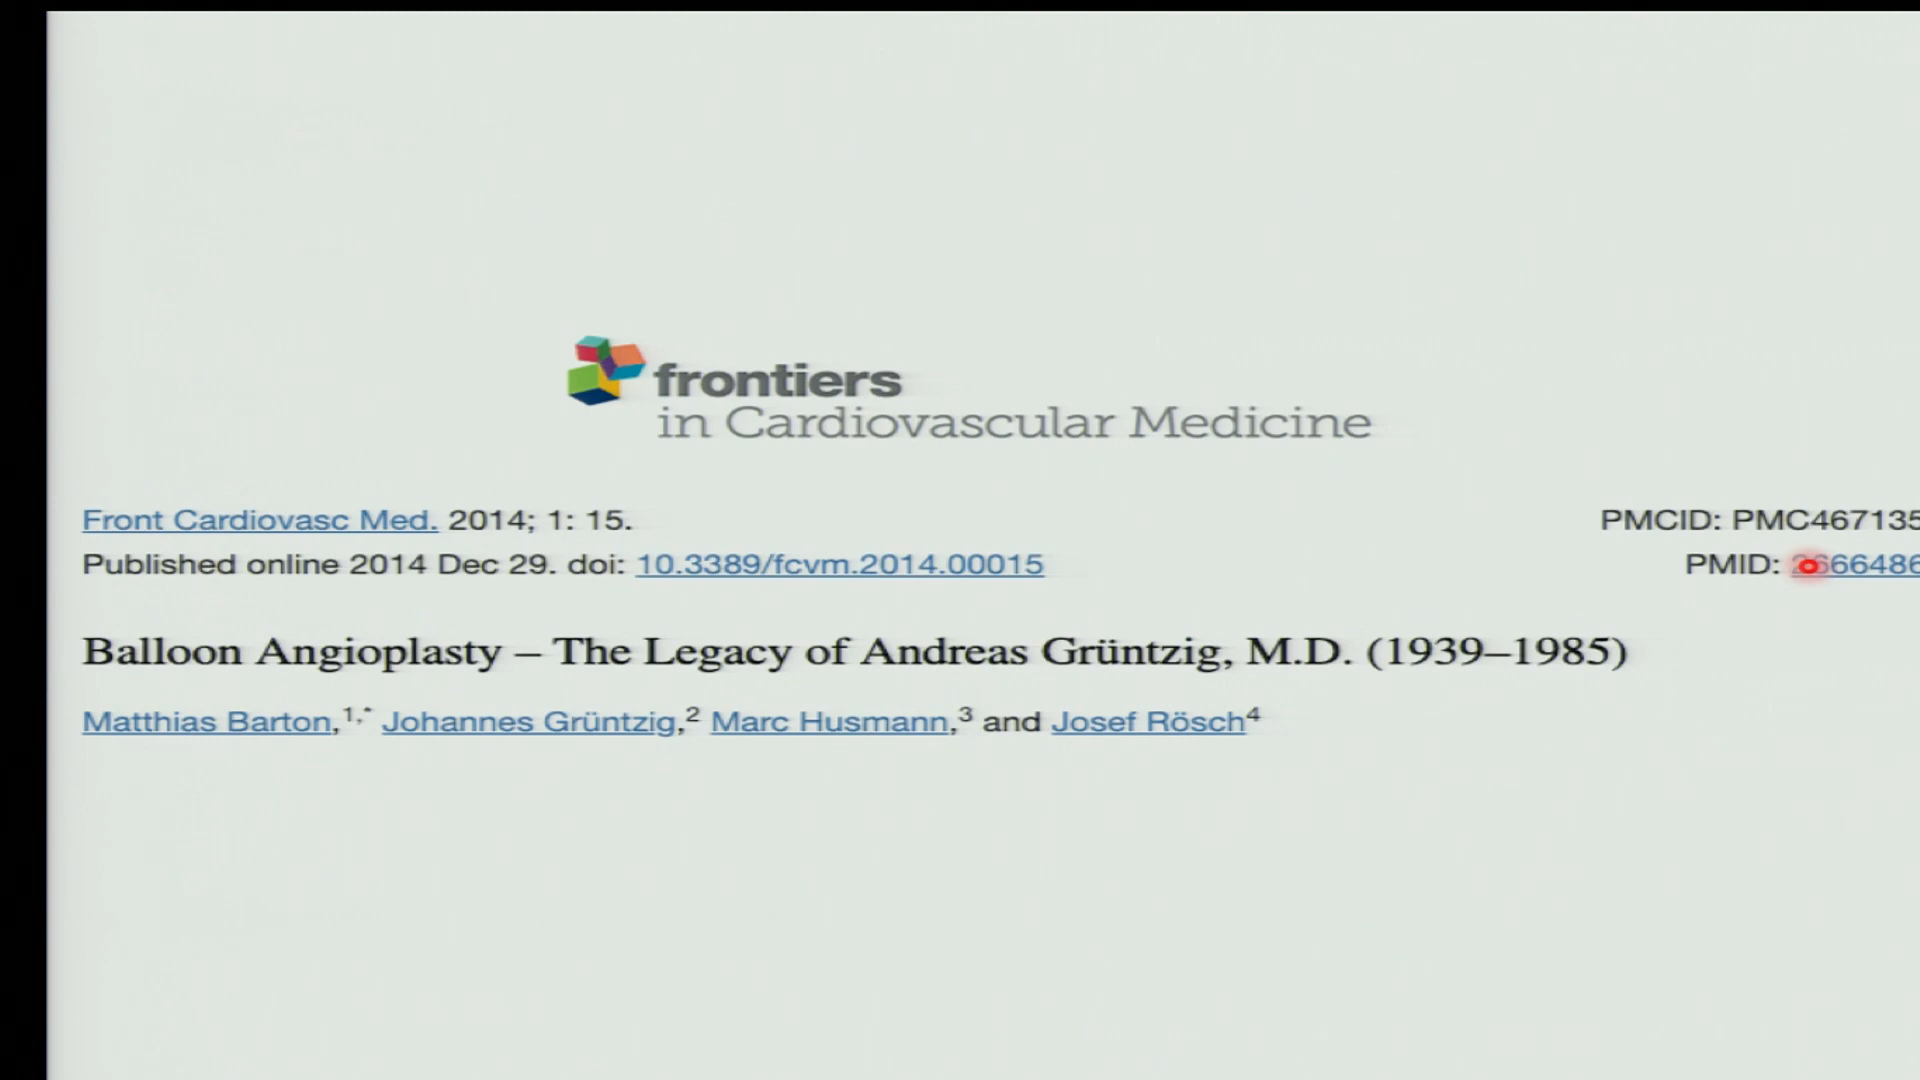 frontiers
in Cardiovascular Medicine
Front Cardiovasc Med. 2014; 1: 15.
PMCID: PMC467135
Published online 2014 Dec 29. doi: 10.3389/fcvm.2014.00015
PMID: 2666486
Balloon Angioplasty – The Legacy of Andreas Grüntzig, M.D. (1939–1985)
Matthias Barton,1,* Johannes Grüntzig,2 Marc Husmann,3 and Josef Rösch4